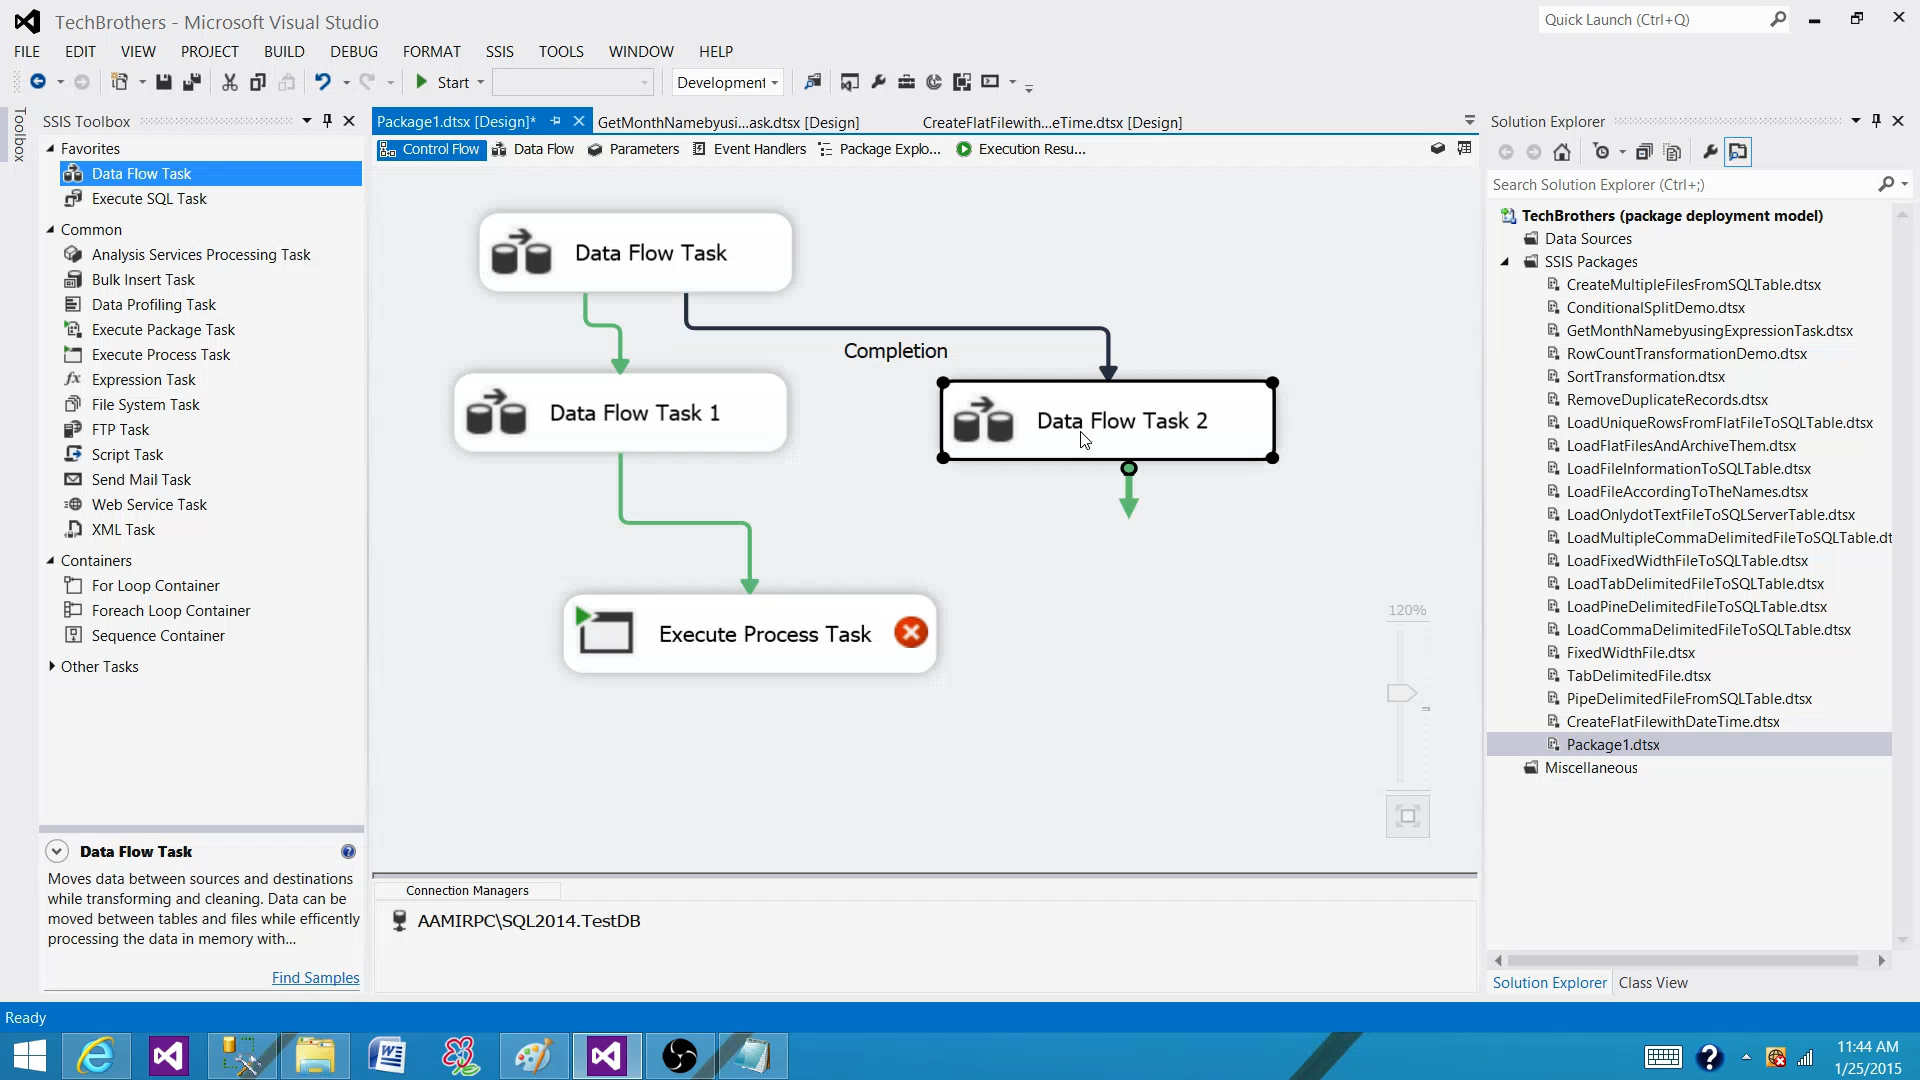 TechBrothers - Microsoft Visual Studio
Quick Launch (Ctrl+Q)
FILE EDIT VIEW PROJECT BUILD DEBUG FORMAT SSIS TOOLS WINDOW HELP
Start
Development
Toolbox
SSIS Toolbox
Favorites
Data Flow Task
Execute SQL Task
Common
Analysis Services Processing Task
Bulk Insert Task
Data Profiling Task
Execute Package Task
Execute Process Task
Expression Task
File System Task
FTP Task
Script Task
Send Mail Task
Web Service Task
XML Task
Containers
For Loop Container
Foreach Loop Container
Sequence Container
Other Tasks
Data Flow Task
Moves data between sources and destinations
while transforming and cleaning. Data can be
moved between tables and files while efficently
processing the data in memory with...
Find Samples
Package1.dtsx [Design]*
GetMonthNamebyusi...ask.dtsx [Design]
CreateFlatFilewith...eTime.dtsx [Design]
Control Flow
Data Flow
Parameters
Event Handlers
Package Explo...
Execution Resu...
Data Flow Task
Completion
Data Flow Task 1
Data Flow Task 2
Execute Process Task
120%
Connection Managers
AAMIRPC\SQL2014.TestDB
Solution Explorer
Search Solution Explorer (Ctrl+;)
TechBrothers (package deployment model)
Data Sources
SSIS Packages
CreateMultipleFilesFromSQLTable.dtsx
ConditionalSplitDemo.dtsx
GetMonthNamebyusingExpressionTask.dtsx
RowCountTransformationDemo.dtsx
SortTransformation.dtsx
RemoveDuplicateRecords.dtsx
LoadUniqueRowsFromFlatFileToSQLTable.dtsx
LoadFlatFilesAndArchiveThem.dtsx
LoadFileInformationToSQLTable.dtsx
LoadFileAccordingToTheNames.dtsx
LoadOnlydotTextFileToSQLServerTable.dtsx
LoadMultipleCommaDelimitedFileToSQLTable.dt
LoadFixedWidthFileToSQLTable.dtsx
LoadTabDelimitedFileToSQLTable.dtsx
LoadPineDelimitedFileToSQLTable.dtsx
LoadCommaDelimitedFileToSQLTable.dtsx
FixedWidthFile.dtsx
TabDelimitedFile.dtsx
PipeDelimitedFileFromSQLTable.dtsx
CreateFlatFilewithDateTime.dtsx
Package1.dtsx
Miscellaneous
Solution Explorer
Class View
Ready
11:44 AM
1/25/2015